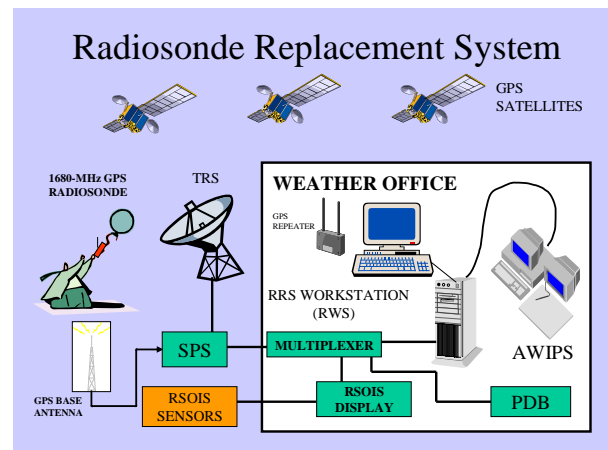 Radiosonde Replacement System
GPS
SATELLITES
1680-MHz GPS
RADIOSONDE
TRS
WEATHER OFFICE
GPS
REPEATER
RRS WORKSTATION
(RWS)
AWIPS
SPS
MULTIPLEXER
GPS BASE
ANTENNA
RSOIS
SENSORS
RSOIS
DISPLAY
PDB